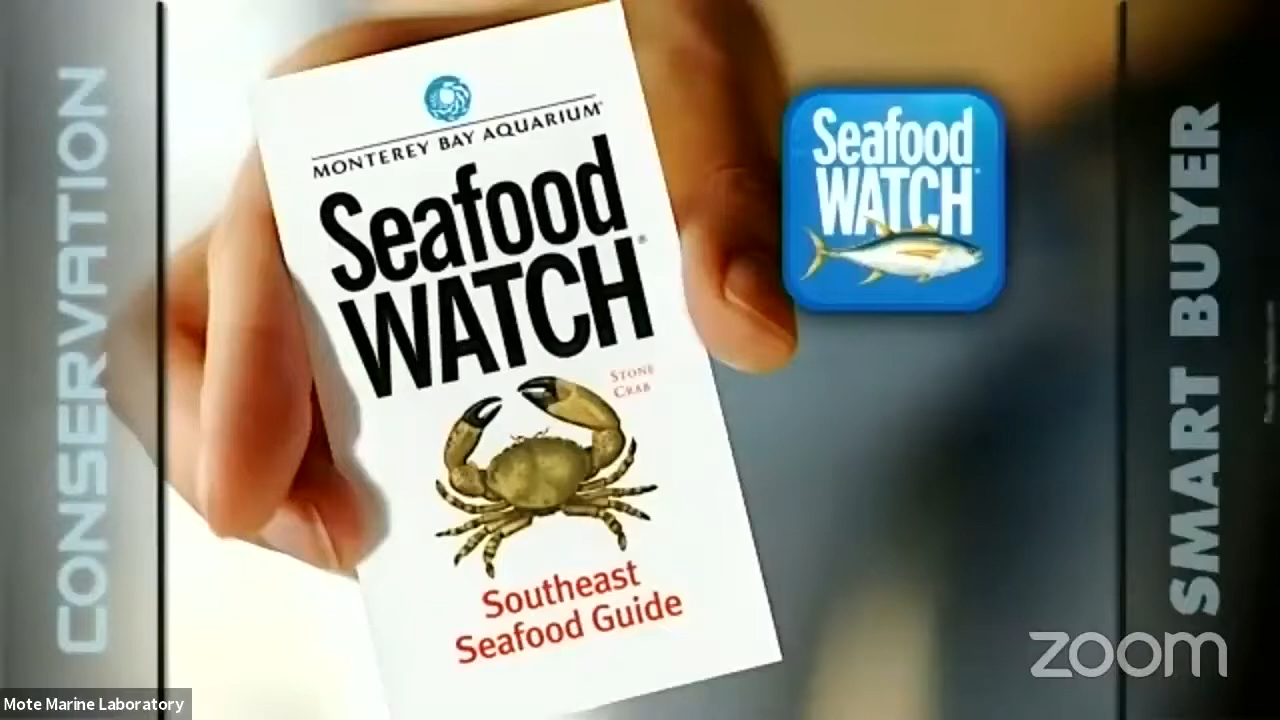 CONSERVATION
MONTEREY BAY AQUARIUM®
Seafood
WATCH®
STONE
CRAB
Southeast
Seafood Guide
Seafood
WATCH
SMART BUYER
zoom
Mote Marine Laboratory